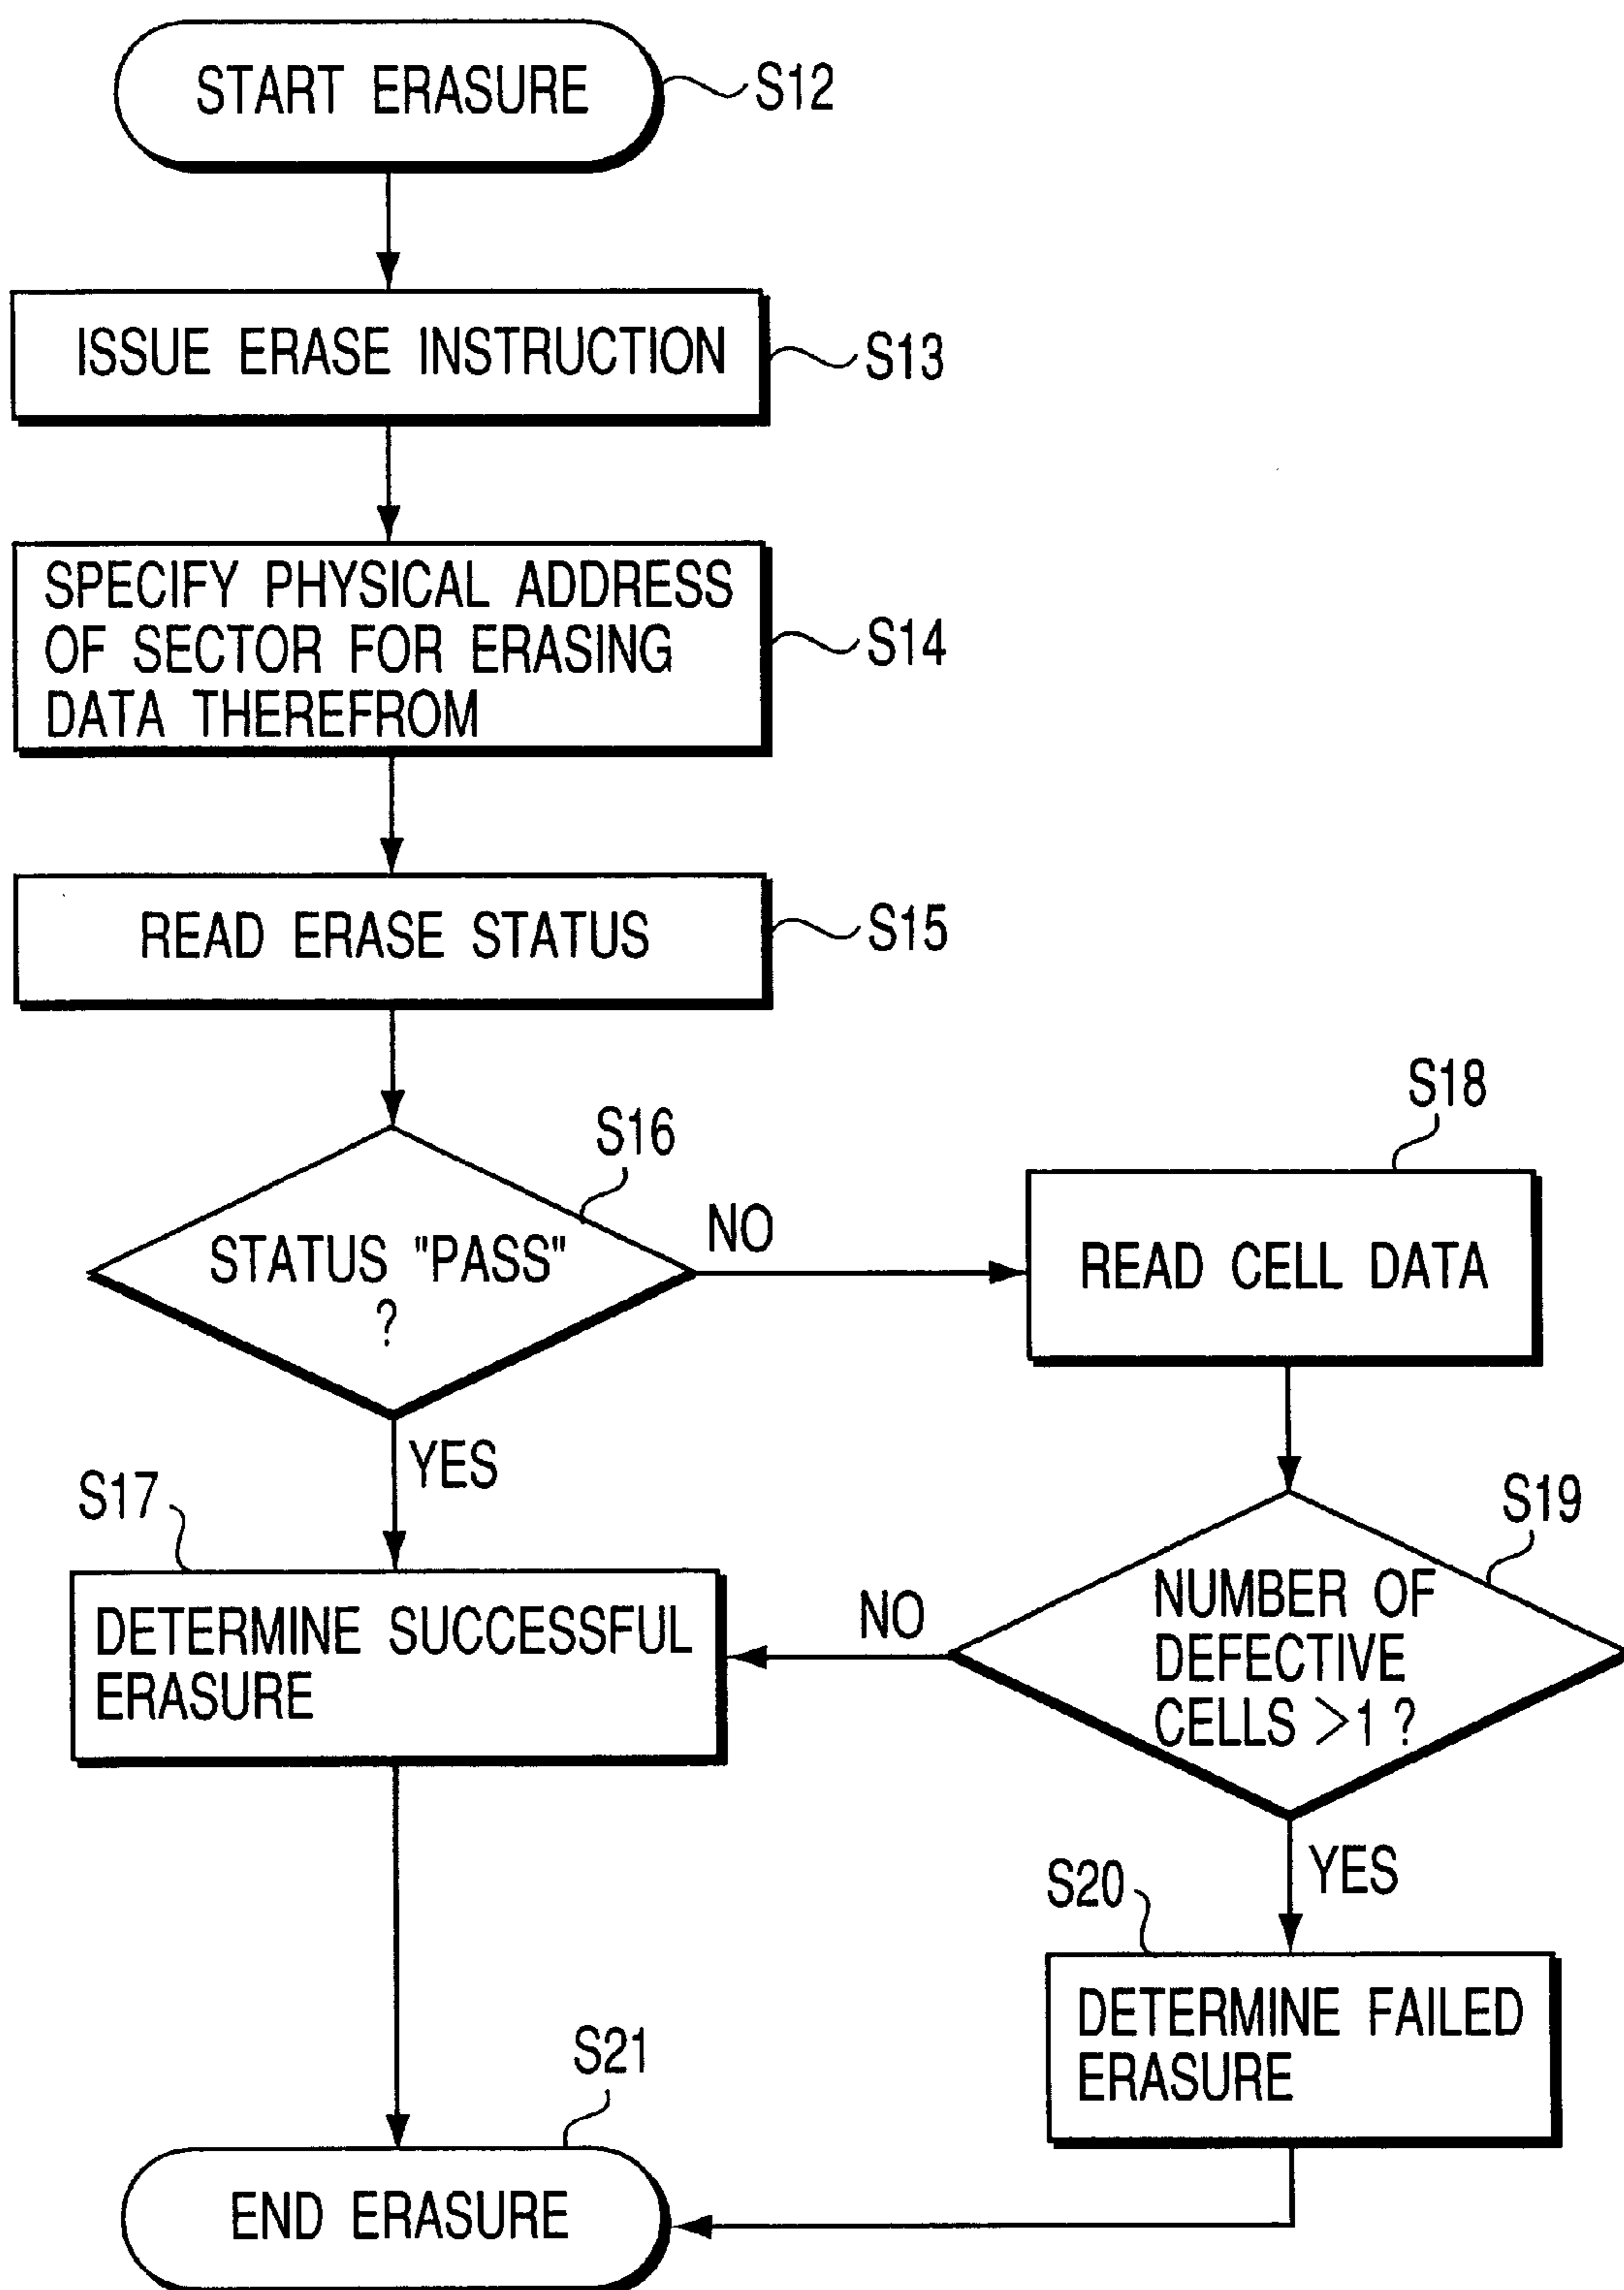 START ERASURE
S12
ISSUE ERASE INSTRUCTION
S13
SPECIFY PHYSICAL ADDRESS
OF SECTOR FOR ERASING
DATA THEREFROM
S14
READ ERASE STATUS
S15
S16
STATUS "PASS"
?
NO
YES
S18
READ CELL DATA
S17
DETERMINE SUCCESSFUL
ERASURE
NO
S19
NUMBER OF
DEFECTIVE
CELLS >1 ?
YES
S20
DETERMINE FAILED
ERASURE
S21
END ERASURE